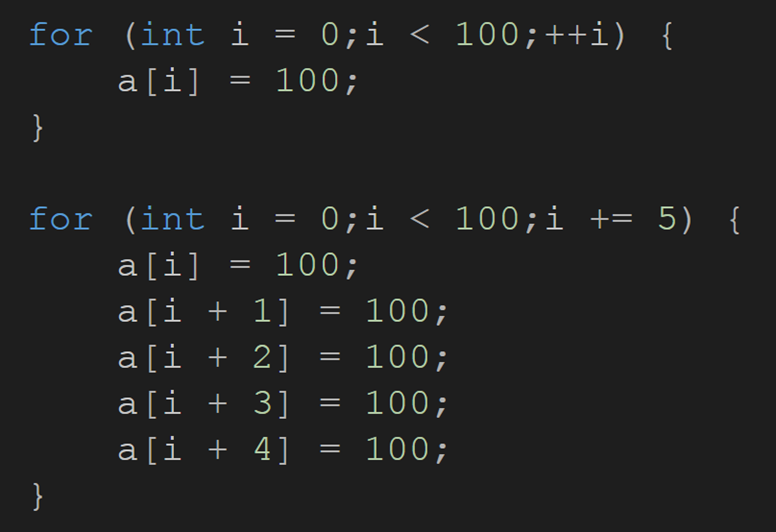 for (int i = 0;i < 100;++i) {
    a[i] = 100;
}
for (int i = 0;i < 100;i += 5) {
    a[i] = 100;
    a[i + 1] = 100;
    a[i + 2] = 100;
    a[i + 3] = 100;
    a[i + 4] = 100;
}